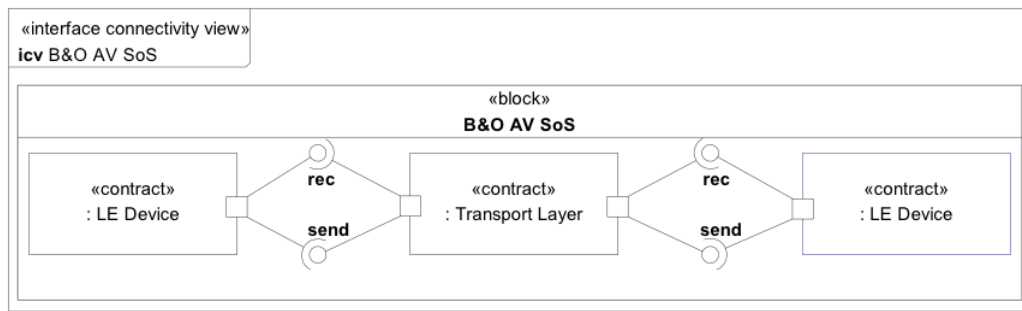 «interface connectivity view»
icv B&O AV SoS
«block»
B&O AV SoS
«contract»
: LE Device
rec
send
«contract»
: Transport Layer
rec
send
«contract»
: LE Device